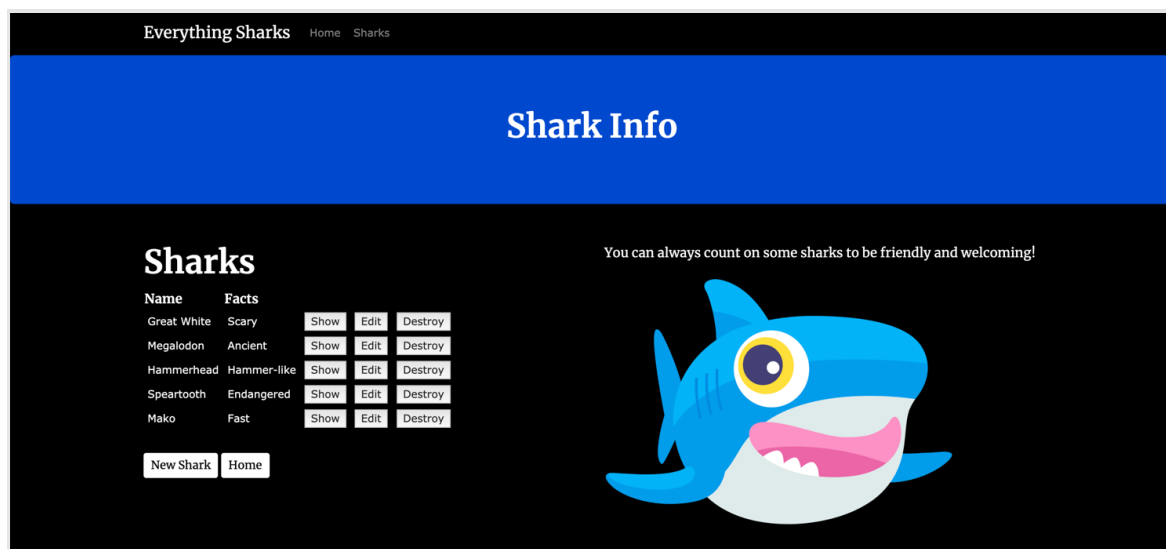 Everything Sharks Home Sharks
Shark Info
Sharks
Name Facts
Great White Scary Show Edit Destroy
Megalodon Ancient Show Edit Destroy
Hammerhead Hammer-like Show Edit Destroy
Speartooth Endangered Show Edit Destroy
Mako Fast Show Edit Destroy
New Shark Home
You can always count on some sharks to be friendly and welcoming!